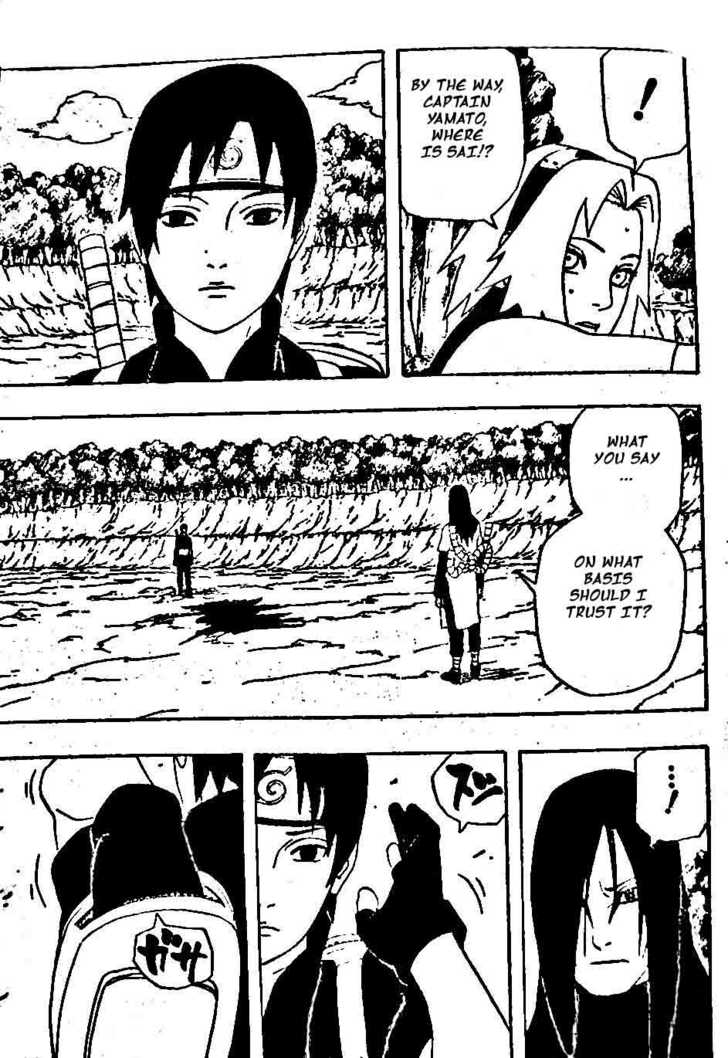 !
BY THE WAY,
CAPTAIN
YAMATO,
WHERE
IS SAI!?
WHAT
YOU SAY
...
ON WHAT
BASIS
SHOULD I
TRUST IT?
...!
ズッ
ガサ